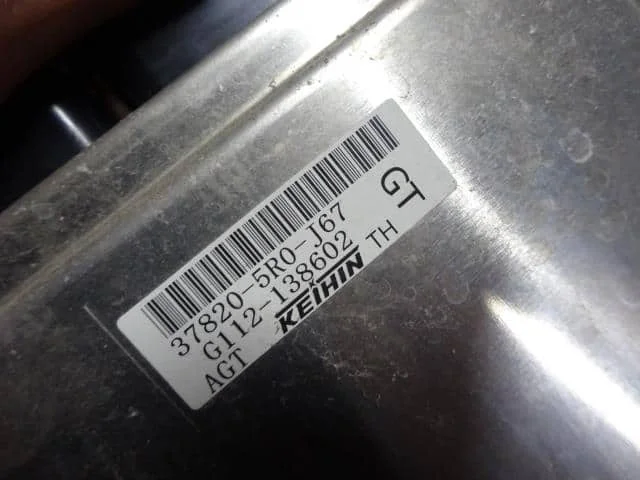 GT
37820-5R0-J67
G112-138602 TH
AGT KEIHIN